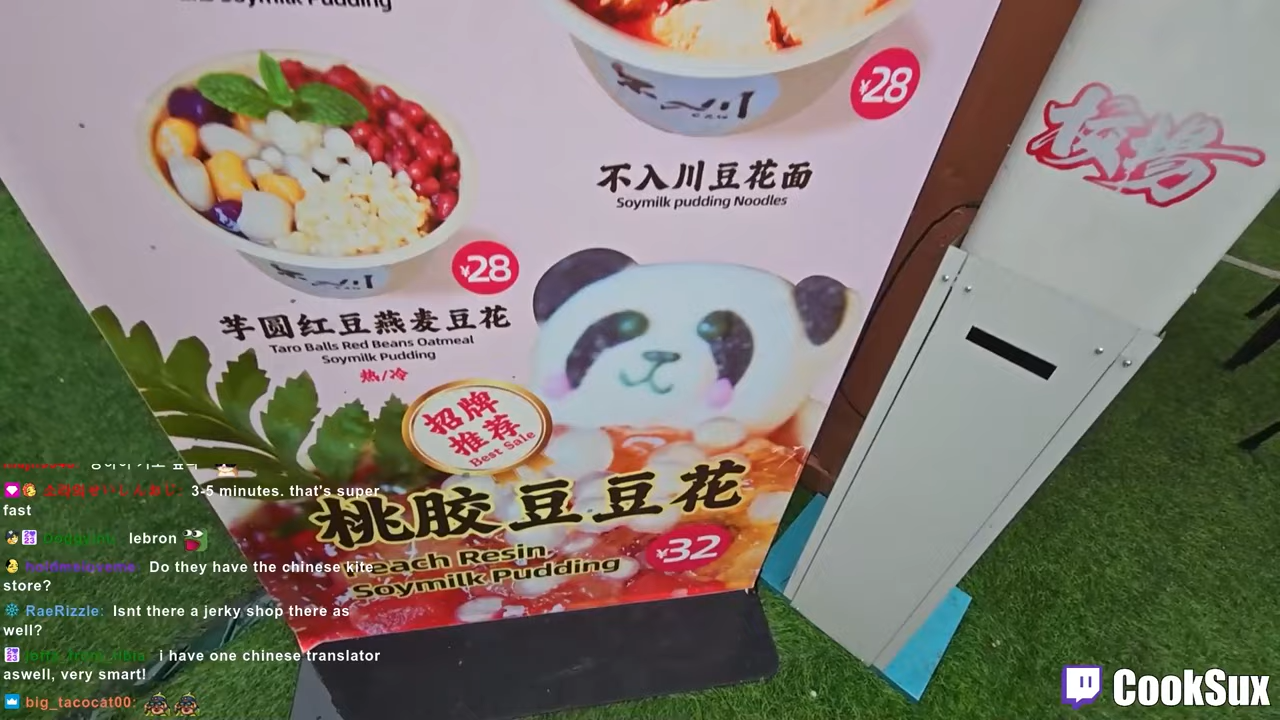 Soymilk Pudding
¥28
不入川豆花面
Soymilk pudding Noodles
¥28
芋圆红豆燕麦豆花
Taro Balls Red Beans Oatmeal
Soymilk Pudding
热/冷
招牌
推荐
Best Sale
桃胶豆豆花
Peach Resin
Soymilk Pudding
¥32
3-5 minutes. that's super
fast
lebron
Do they have the chinese kite
store?
RaeRizzle: Isnt there a jerky shop there as
well?
i have one chinese translator
aswell, very smart!
big_tacocat00:
CookSux